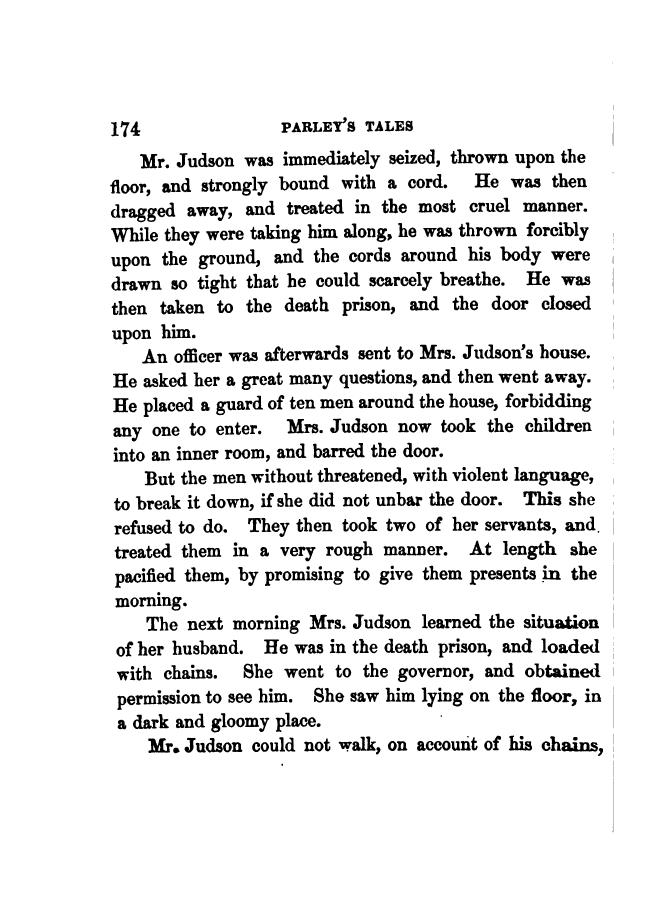 174 PARLEY'S TALES
Mr. Judson was immediately seized, thrown upon the
floor, and strongly bound with a cord. He was then
dragged away, and treated in the most cruel manner.
While they were taking him along, he was thrown forcibly
upon the ground, and the cords around his body were
drawn so tight that he could scarcely breathe. He was
then taken to the death prison, and the door closed
upon him.
An officer was afterwards sent to Mrs. Judson's house.
He asked her a great many questions, and then went away.
He placed a guard of ten men around the house, forbidding
any one to enter. Mrs. Judson now took the children
into an inner room, and barred the door.
But the men without threatened, with violent language,
to break it down, if she did not unbar the door. This she
refused to do. They then took two of her servants, and
treated them in a very rough manner. At length she
pacified them, by promising to give them presents in the
morning.
The next morning Mrs. Judson learned the situation
of her husband. He was in the death prison, and loaded
with chains. She went to the governor, and obtained
permission to see him. She saw him lying on the floor, in
a dark and gloomy place.
Mr. Judson could not walk, on account of his chains,